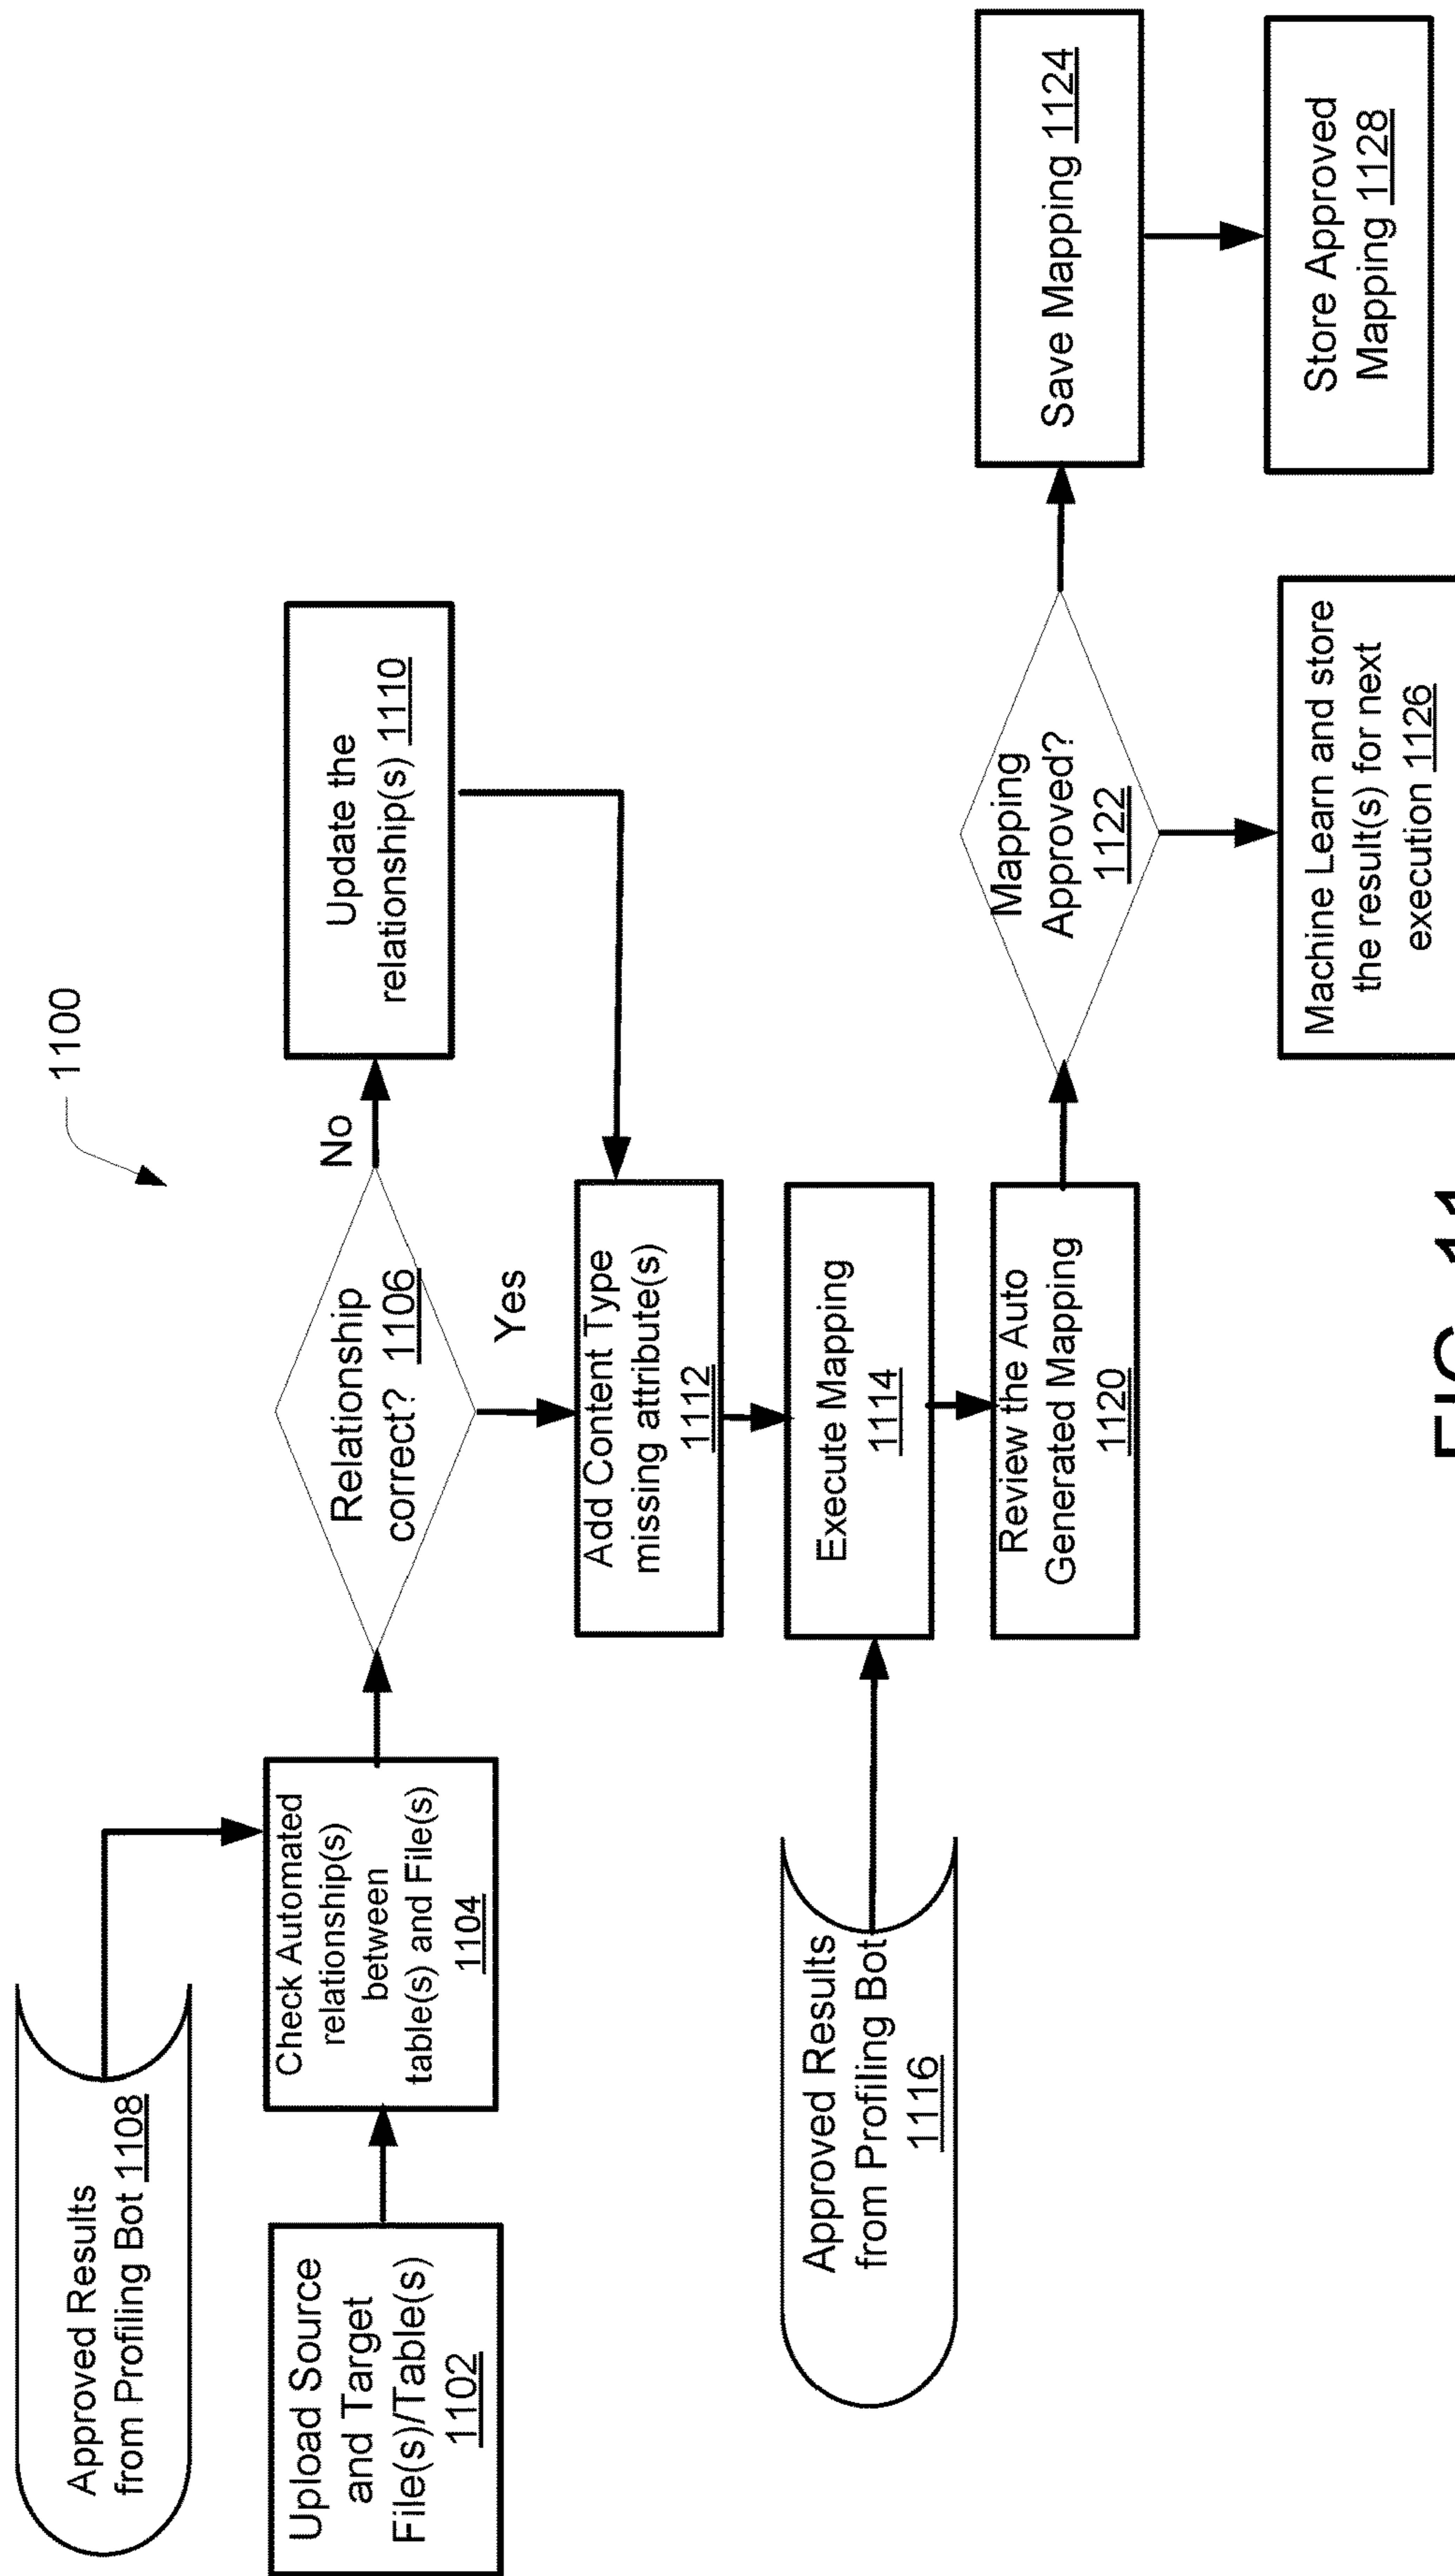 1100
Approved Results
from Profiling Bot 1108
Upload Source
and Target
File(s)/Table(s)
1102
Check Automated
relationship(s)
between
table(s) and File(s)
1104
Relationship
correct? 1106
No
Update the
relationship(s) 1110
Yes
Add Content Type
missing attribute(s)
1112
Approved Results
from Profiling Bot
1116
Execute Mapping
1114
Review the Auto
Generated Mapping
1120
Mapping
Approved?
1122
Save Mapping 1124
Machine Learn and store
the result(s) for next
execution 1126
Store Approved
Mapping 1128
FIG. 11